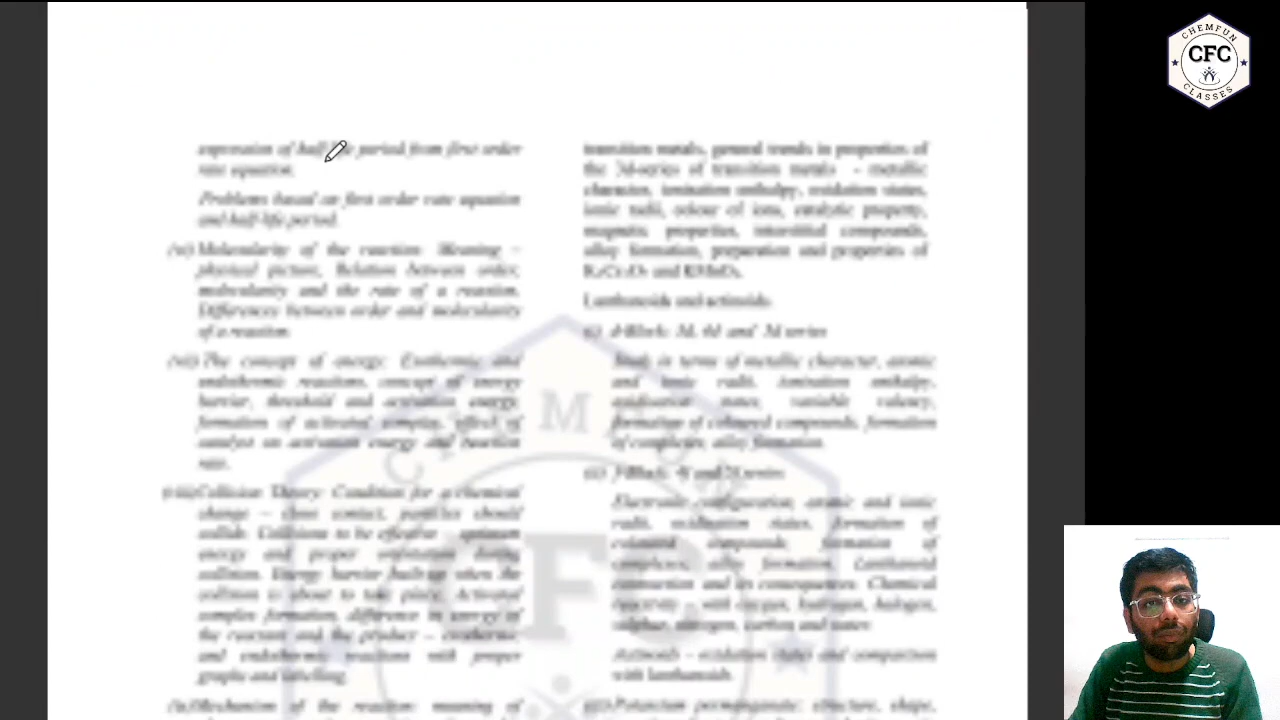 CHEMFUN
CFC
CLASSES
expression of half-life period from first order
rate equation.
Problems based on first order rate equation
and half-life period.
(vi) Molecularity of the reaction: Meaning –
physical picture, Relation between order,
molecularity and the rate of a reaction.
Differences between order and molecularity
of a reaction.
(vii) The concept of energy: Exothermic and
endothermic reactions, concept of energy
barrier, threshold and activation energy,
formation of activated complex, effect of
catalyst on activation energy and reaction
rate.
(viii) Collision Theory: Condition for a chemical
change – close contact, particles should
collide. Collisions to be effective – optimum
energy and proper orientation during
collision. Energy barrier built-up when the
collision is about to take place. Activated
complex formation, difference in energy of
the reactant and the product – exothermic
and endothermic reactions with proper
graphs and labelling.
Mechanism of the reaction: meaning of
transition metals, general trends in properties of
the 3d-series of transition metals - metallic
character, ionisation enthalpy, oxidation states,
ionic radii, colour of ions, catalytic property,
magnetic properties, interstitial compounds,
alloy formation, preparation and properties of
K₂Cr₂O₇ and KMnO₄.
Lanthanoids and actinoids.
(i) d-Block: 3d, 4d and 5d series
Study in terms of metallic character, atomic
and ionic radii, ionisation enthalpy,
oxidisation states, variable valency,
formation of coloured compounds, formation
of complexes, alloy formation.
(ii) f-Block: 4f and 5f series
Electronic configuration, atomic and ionic
radii, oxidisation states, formation of
coloured compounds, formation of
complexes, alloy formation. Lanthanoid
contraction and its consequences. Chemical
reactivity – with oxygen, hydrogen, halogen,
sulphur, nitrogen, carbon and water.
Actinoids - oxidation states and comparison
with lanthanoids.
Potassium permanganate: structure, shape,